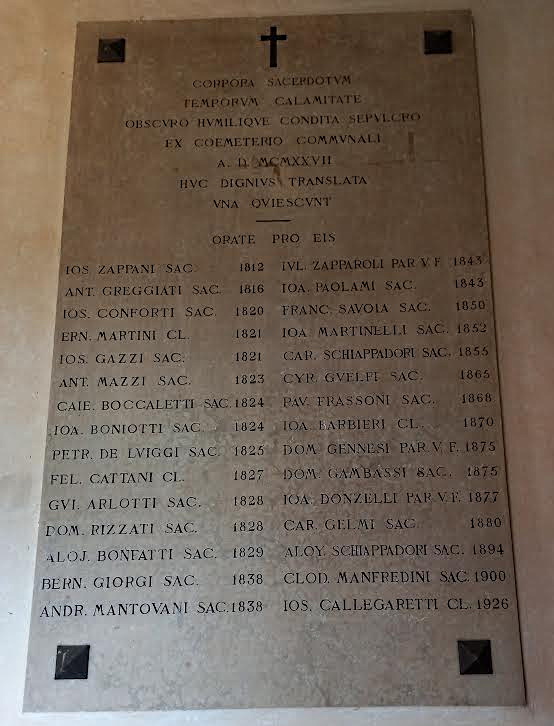 CORPORA SACERDOTVM
TEMPORVM CALAMITATE
OBSCVRO HVMILIQVE CONDITA SEPVLCRO
EX COEMETERIO COMMVNALI
A. D. MCMXXVII
HVC DIGNIVS TRANSLATA
VNA QVIESCVNT
ORATE PRO EIS
IOS. ZAPPANI SAC. 1812
ANT. GREGGIATI SAC. 1816
IOS. CONFORTI SAC. 1820
ERN. MARTINI CL. 1821
IOS. GAZZI SAC. 1821
ANT. MAZZI SAC. 1823
CAIE. BOCCALETTI SAC. 1824
IOA. BONIOTTI SAC. 1824
PETR. DE LVIGGI SAC. 1825
FEL. CATTANI CL. 1827
GVI. ARLOTTI SAC. 1828
DOM. RIZZATI SAC. 1828
ALOJ. BONFATTI SAC. 1829
BERN. GIORGI SAC. 1838
ANDR. MANTOVANI SAC. 1838
IVL. ZAPPAROLI PAR. V. F. 1843
IOA. PAOLAMI SAC. 1843
FRANC. SAVOIA SAC. 1850
IOA. MARTINELLI SAC. 1852
CAR. SCHIAPPADORI SAC. 1855
CYR. GVELFI SAC. 1865
PAV. FRASSONI SAC. 1868
IOA. BARBIERI CL. 1870
DOM. GENNESI PAR. V. F. 1875
DOM. GAMBASSI SAC. 1875
IOA. DONZELLI PAR. V. F. 1877
CAR. GELMI SAC. 1880
ALOY. SCHIAPPADORI SAC. 1894
CLOD. MANFREDINI SAC. 1900
IOS. CALLEGARETTI CL. 1926